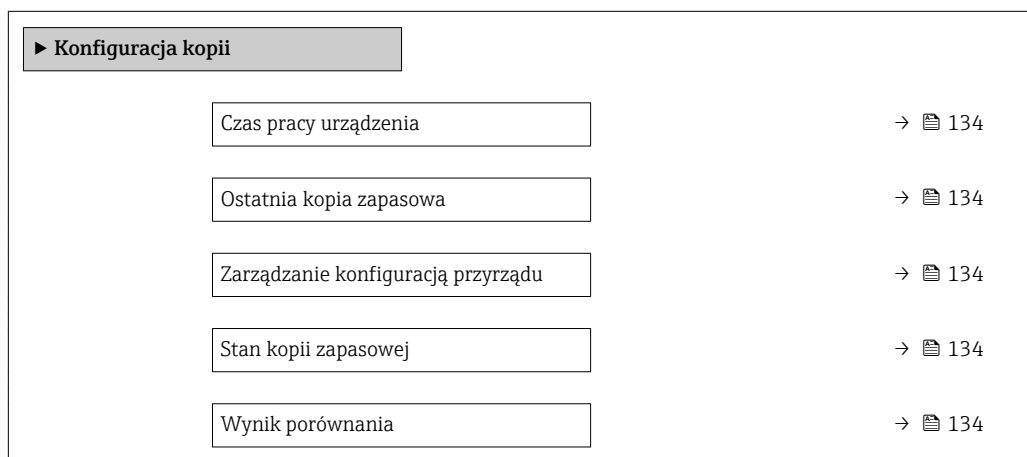 ▶ Konfiguracja kopii
Czas pracy urządzenia → 134
Ostatnia kopia zapasowa → 134
Zarządzanie konfiguracją przyrządu → 134
Stan kopii zapasowej → 134
Wynik porównania → 134